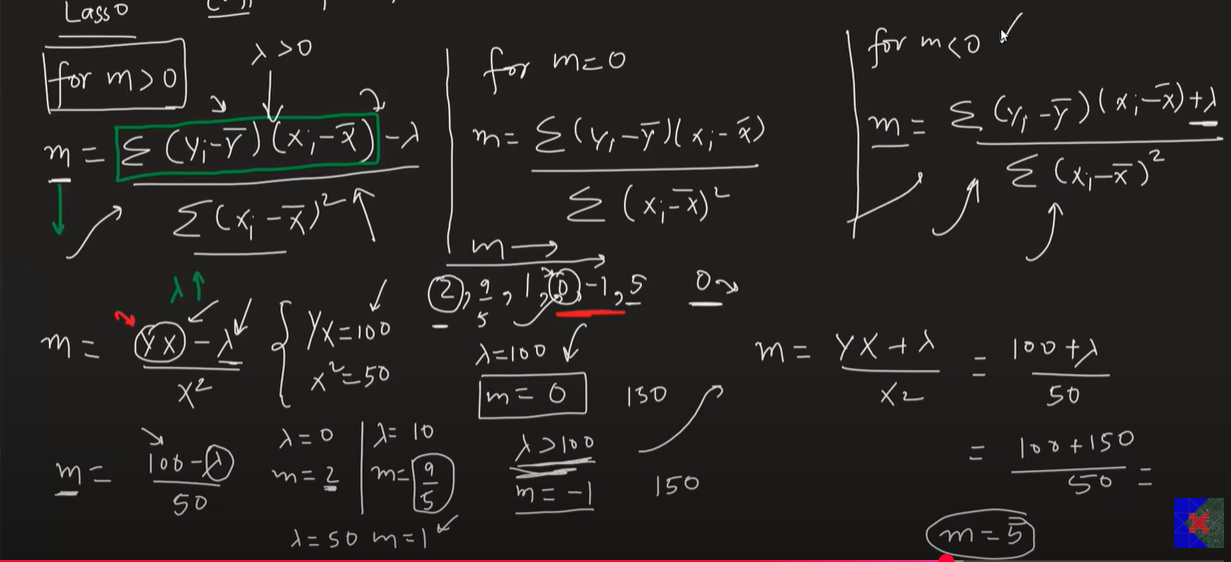 Lasso
for m>0
λ>0
m = Σ(yᵢ-ȳ)(xᵢ-x̄) - λ / Σ(xᵢ-x̄)²
λ↑
for m=0
m= Σ(yᵢ-ȳ)(xᵢ-x̄) / Σ(xᵢ-x̄)²
for m<0 ✓
m = Σ(yᵢ-ȳ)(xᵢ-x̄)+λ / Σ(xᵢ-x̄)²
m →
2, 9/5, 1, 0, -1, 5 0
m = YX - λ / X²
YX=100
X²=50
m = 100-λ / 50
λ=0
m=2
λ=10
m=9/5
λ=50 m=1
λ=100
m = 0
λ>100
m = -1
130
150
m = YX+λ / X2 = 100+λ / 50
= 100+150 / 50 =
m=5